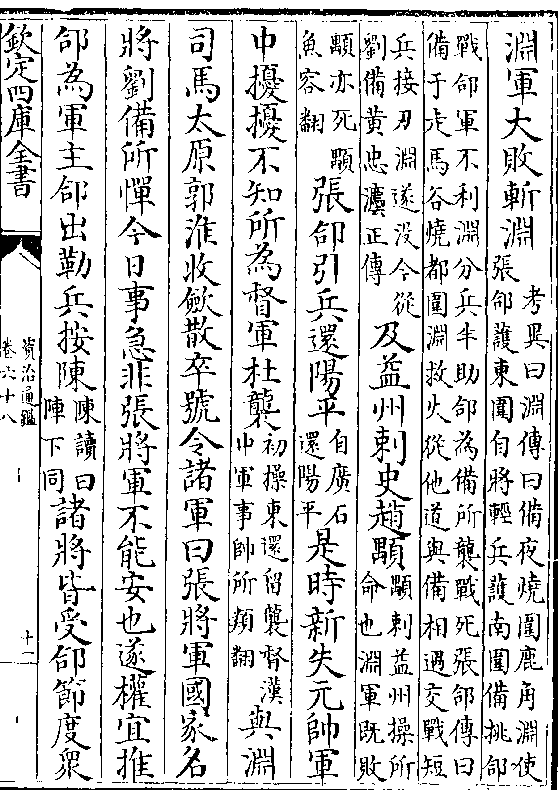 淵軍大敗斬淵考異曰淵傳曰備夜燒圍鹿角淵使張郃護東圍自將輕兵護南圍備挑郃
戰郃軍不利淵分兵半助郃為備所襲戰死張郃傳曰備于走馬谷燒都圍淵救火從他道與備相遇交戰短
兵接刃淵遂没今從劉備黄忠灋正傳及益州刺史趙顒顒刺益州操所命也淵軍既敗
顒亦死顒魚容翻張郃引兵還陽平自廣石還陽平是時新失元帥軍
中擾擾不知所為督軍杜襲初操東還留襲督漢中軍事帥所類翻與淵
司馬太原郭淮收斂散卒號令諸軍曰張將軍國家名
將劉備所憚今日事急非張將軍不能安也遂權宜推
郃為軍主郃出勒兵按陳陳讀曰陣下同諸將皆受郃節度衆
欽定四庫全書
資治通鑑
卷六十八
十一